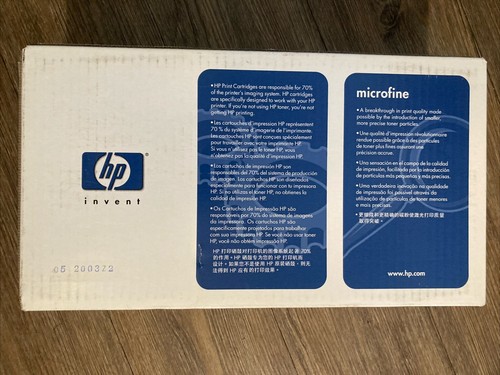 hp
invent
05 200312
• HP Print Cartridges are responsible for 70%
of the printer's imaging system. HP cartridges
are specifically designed to work with your HP
printer. If you're not using HP toner, you're not
getting HP printing.
• Les cartouches d'impression HP représentent
70 % du système d'imagerie de l'imprimante.
Les cartouches HP sont conçues spécialement
pour travailler avec votre imprimante HP.
Si vous n'utilisez pas le toner HP, vous
n'obtenez pas la qualité d'impression HP.
• Los cartuchos de impresión HP son
responsables del 70% del sistema de producción
de imagen. Los cartuchos HP son diseñados
especialmente para funcionar con tu impresora
HP. Si no utilizas el toner HP, no obtienes la
calidad de impresión HP.
• Os Cartuchos de Impressão HP são
responsáveis por 70% do sistema de imagens
da impressora. Os cartuchos HP são
especificamente projetados para trabalhar
com a sua impressora HP. Se você não usar toner
HP, você não obtém impressão HP.
microfine
• A breakthrough in print quality made
possible by the introduction of smaller,
more precise toner particles.
• Une qualité d'impression révolutionnaire
rendue possible grâce à des particules
de toner plus fines assurant une
précision accrue.
• Una sensación en el campo de la calidad
de impresión, facilitada por la introducción
de partículas más pequeñas y más precisas.
• Uma verdadeira inovação na qualidade
de impressão foi possível através da
utilização de partículas de toner menores
e mais precisas.
www.hp.com